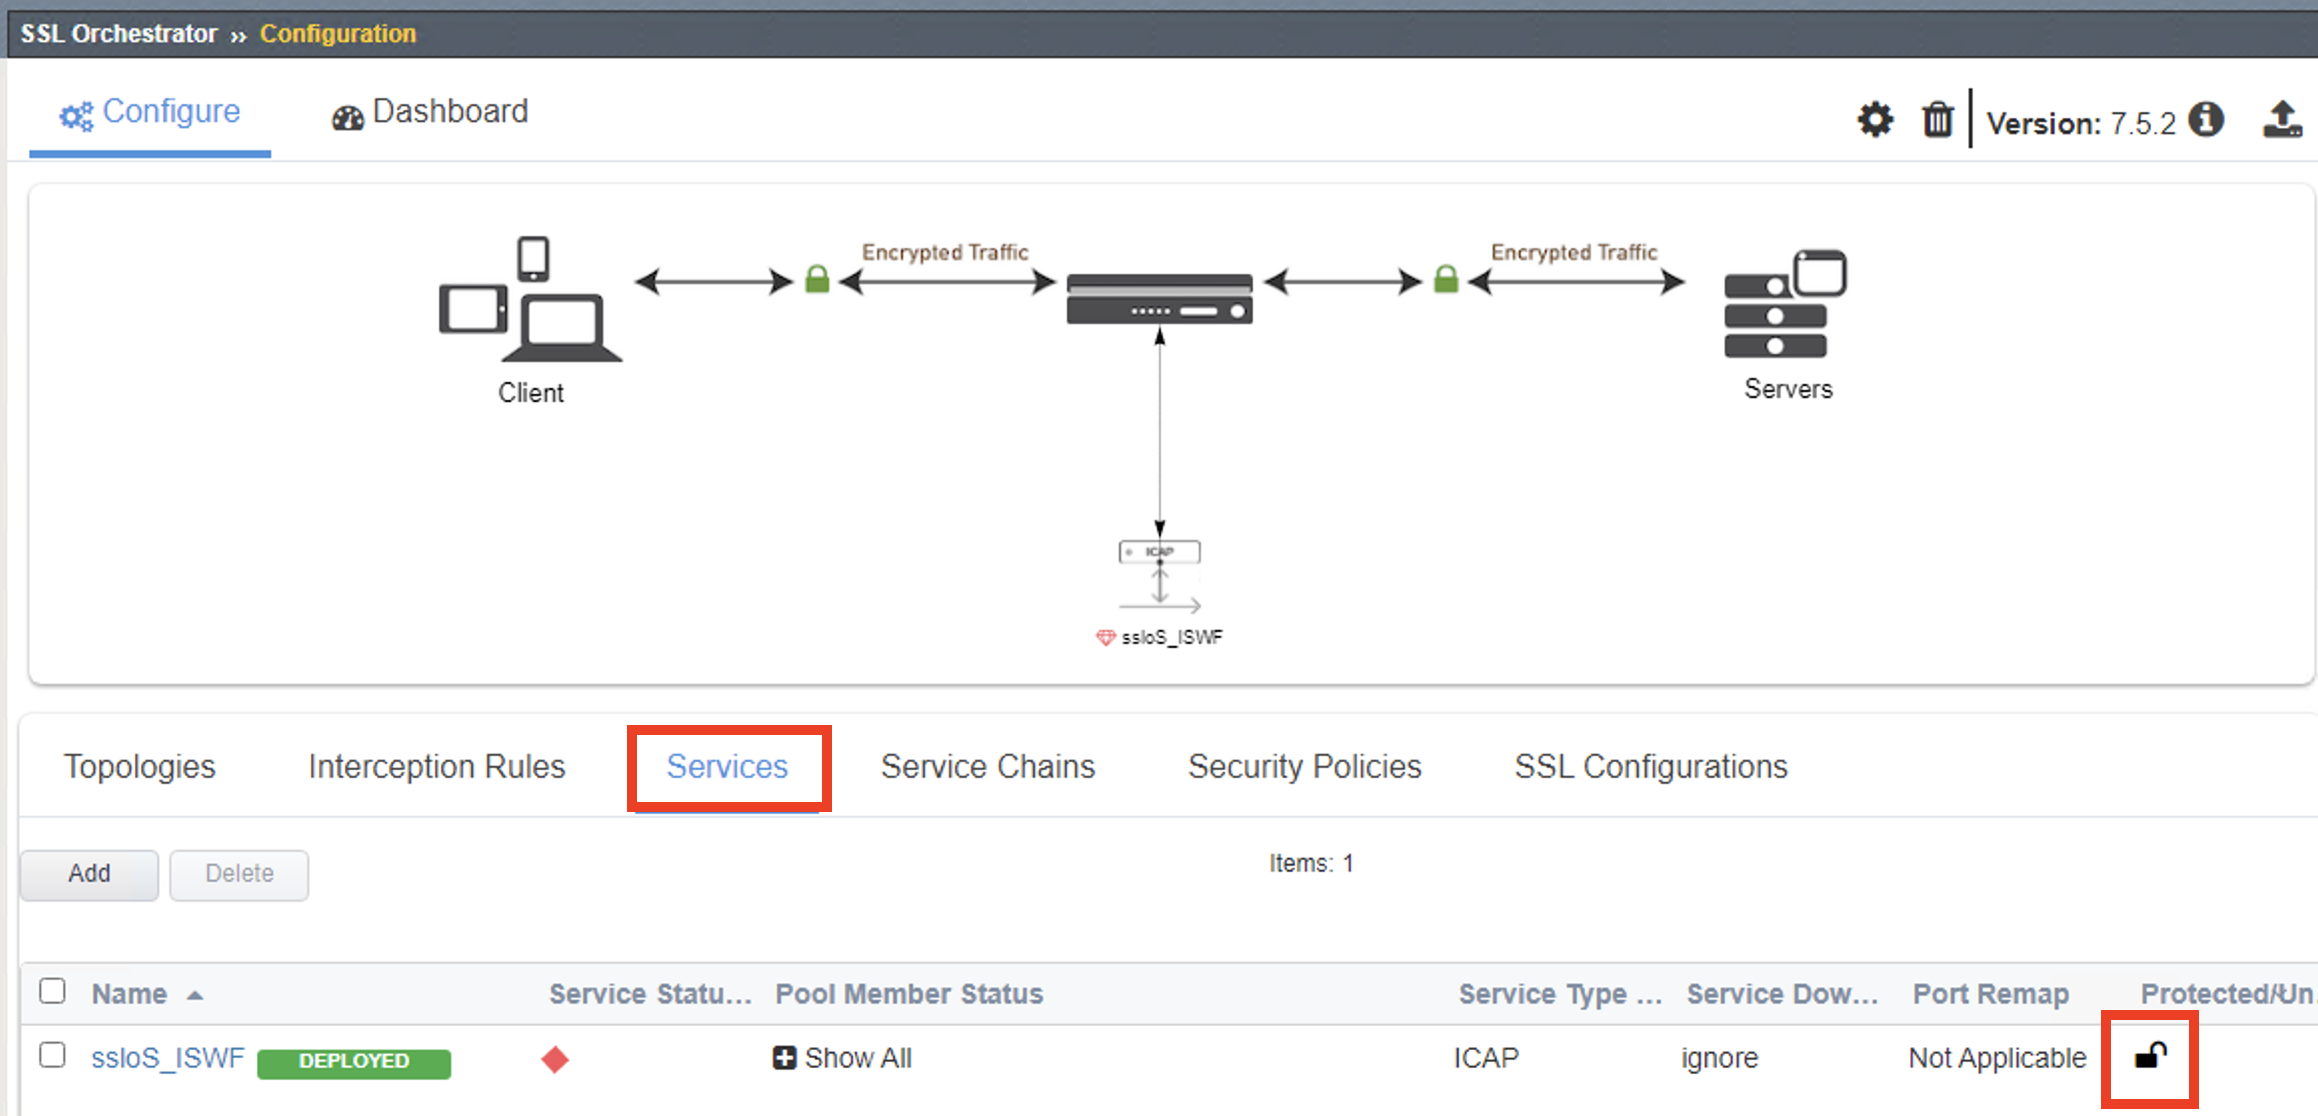 SSL Orchestrator ›› Configuration
Configure
Dashboard
Version: 7.5.2
Encrypted Traffic
Encrypted Traffic
Client
Servers
ICAP
ssloS_ISWF
Topologies
Interception Rules
Services
Service Chains
Security Policies
SSL Configurations
Add
Delete
Items: 1
Name
Service Statu...
Pool Member Status
Service Type ...
Service Dow...
Port Remap
Protected/Un.
ssloS_ISWF
DEPLOYED
Show All
ICAP
ignore
Not Applicable